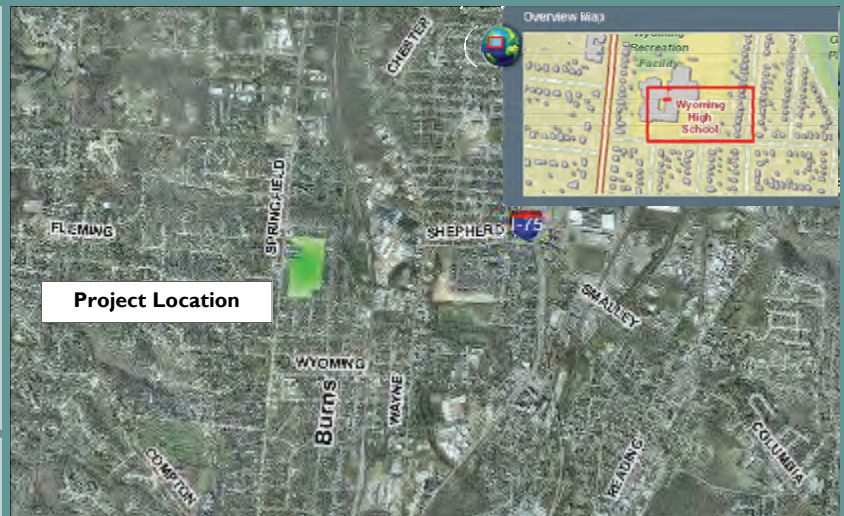 Overview Map
Wyoming
Recreation
Facility
Wyoming
High
School
CHESTER
SPRINGFIELD
FLEMING
SHEPHERD
I-75
Project Location
SMALLEY
WYOMING
Burns
WAYNE
COMPTON
READING
COLUMBIA